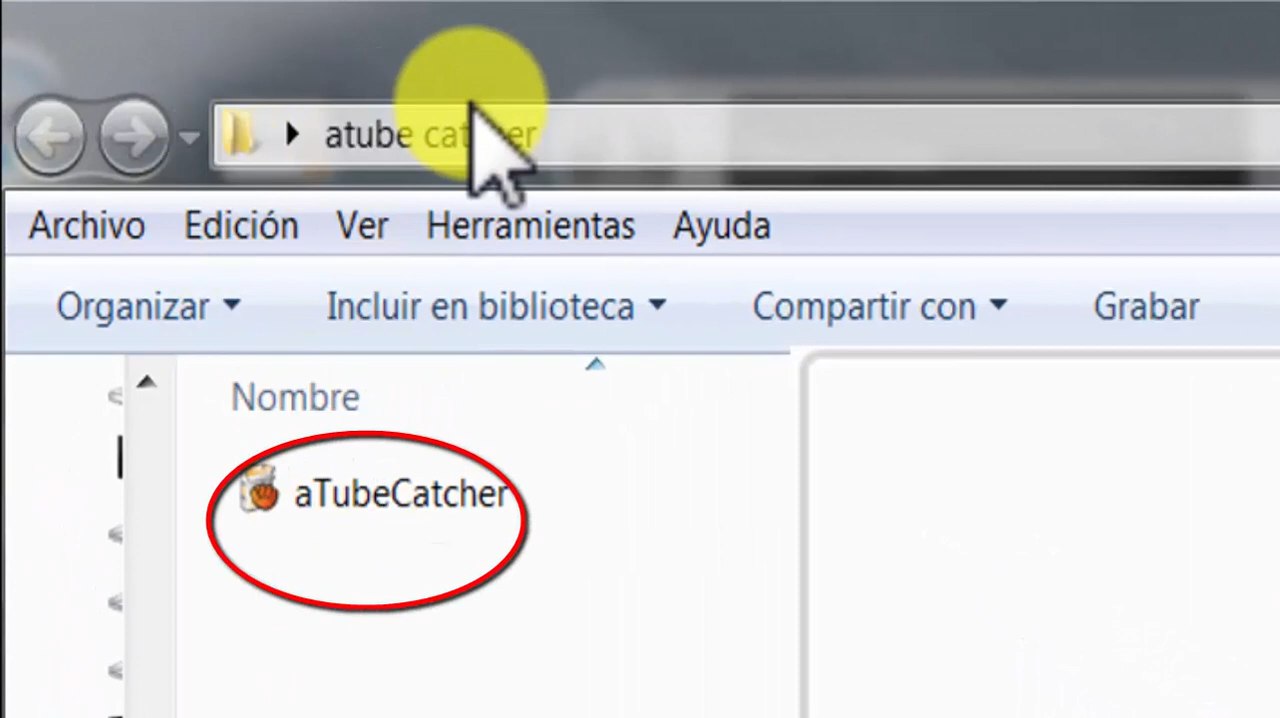 atube catcher
Archivo Edición Ver Herramientas Ayuda
Organizar Incluir en biblioteca Compartir con Grabar
Nombre
aTubeCatcher